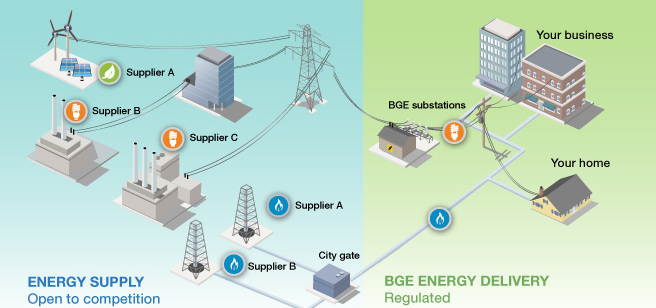 Your business
Supplier A
BGE substations
Supplier B
Supplier C
Your home
Supplier A
City gate
Supplier B
ENERGY SUPPLY
Open to competition
BGE ENERGY DELIVERY
Regulated